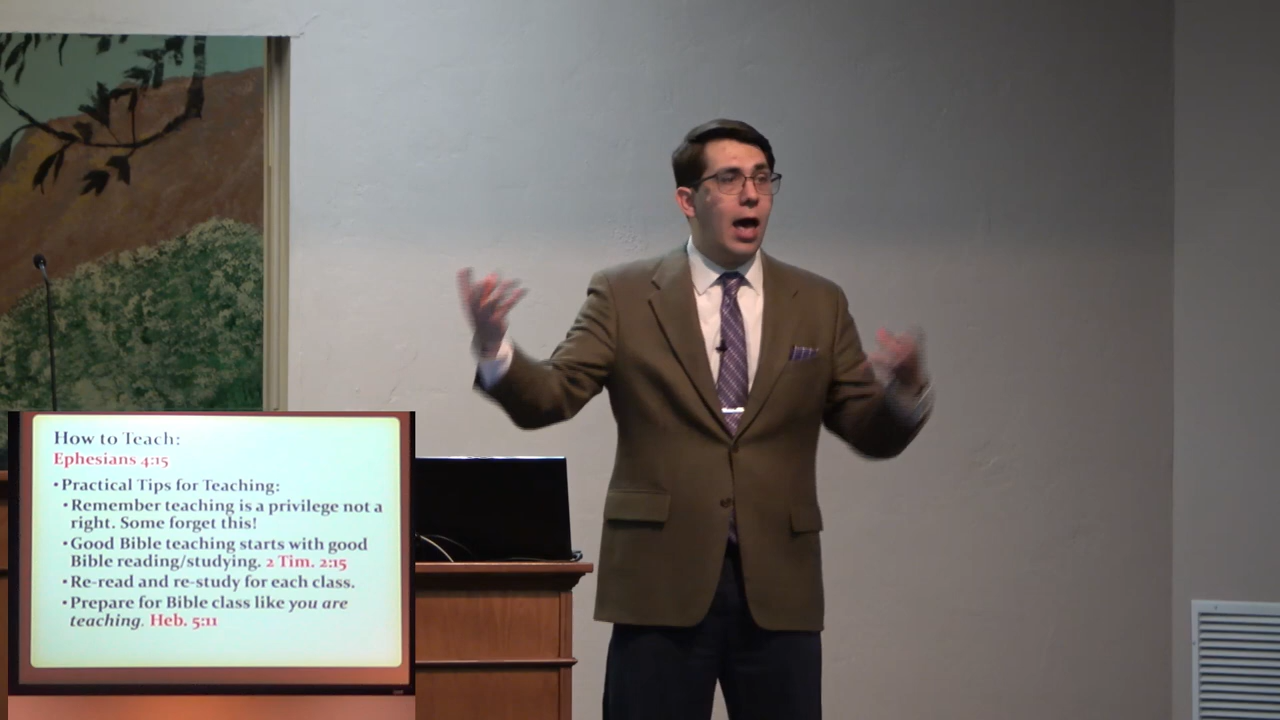 How to Teach:
Ephesians 4:15
•Practical Tips for Teaching:
•Remember teaching is a privilege not a
right. Some forget this!
•Good Bible teaching starts with good
Bible reading/studying. 2 Tim. 2:15
•Re-read and re-study for each class.
•Prepare for Bible class like you are
teaching. Heb. 5:11